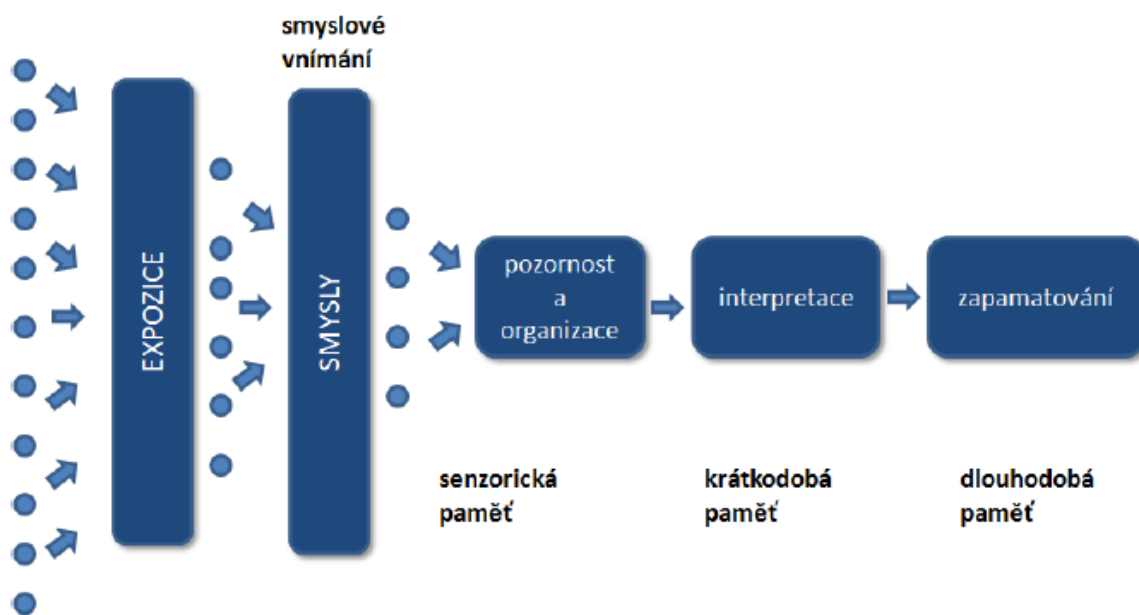 smyslové
vnímání
EXPOZICE
SMYSLY
pozornost
a
organizace
interpretace
zapamatování
senzorická
paměť
krátkodobá
paměť
dlouhodobá
paměť